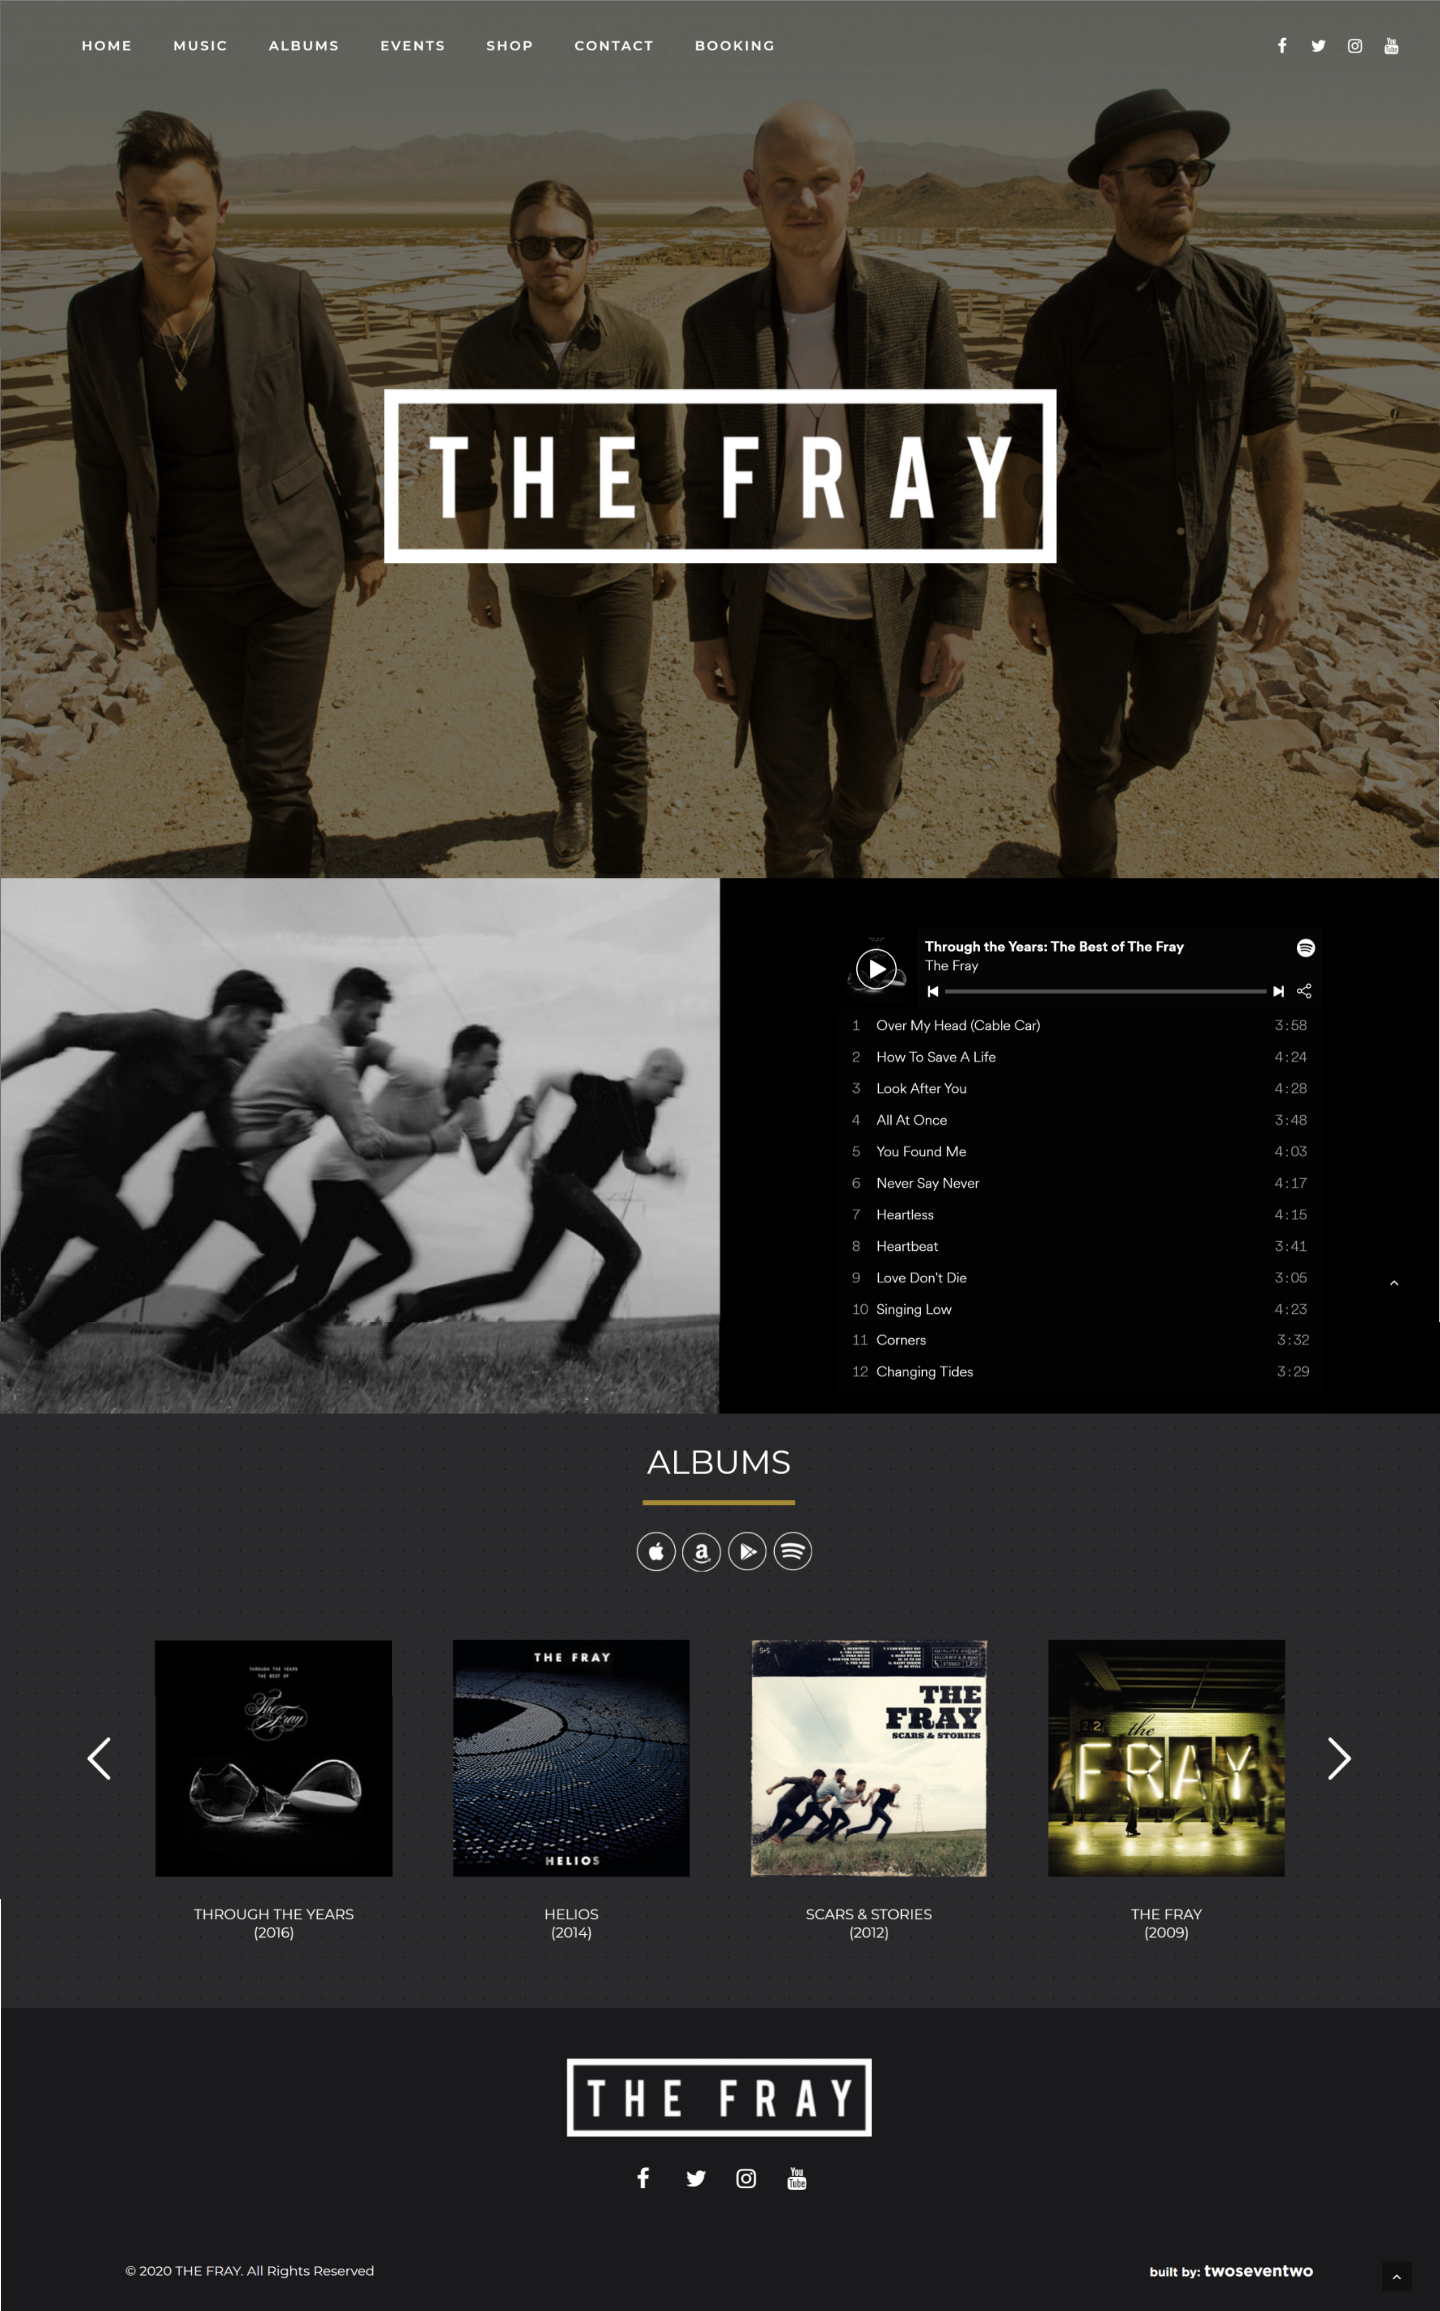 HOME MUSIC ALBUMS EVENTS SHOP CONTACT BOOKING
You Tube
THE FRAY
Through the Years: The Best of The Fray
The Fray
1 Over My Head (Cable Car) 3:58
2 How To Save A Life 4:24
3 Look After You 4:28
4 All At Once 3:48
5 You Found Me 4:03
6 Never Say Never 4:17
7 Heartless 4:15
8 Heartbeat 3:41
9 Love Don't Die 3:05
10 Singing Low 4:23
11 Corners 3:32
12 Changing Tides 3:29
ALBUMS
THROUGH THE YEARS
THE BEST OF
The Fray
THE FRAY
HELIOS
THE
FRAY
SCARS & STORIES
22
the
FRAY
THROUGH THE YEARS
(2016)
HELIOS
(2014)
SCARS & STORIES
(2012)
THE FRAY
(2009)
THE FRAY
You Tube
© 2020 THE FRAY. All Rights Reserved
built by: twoseventwo